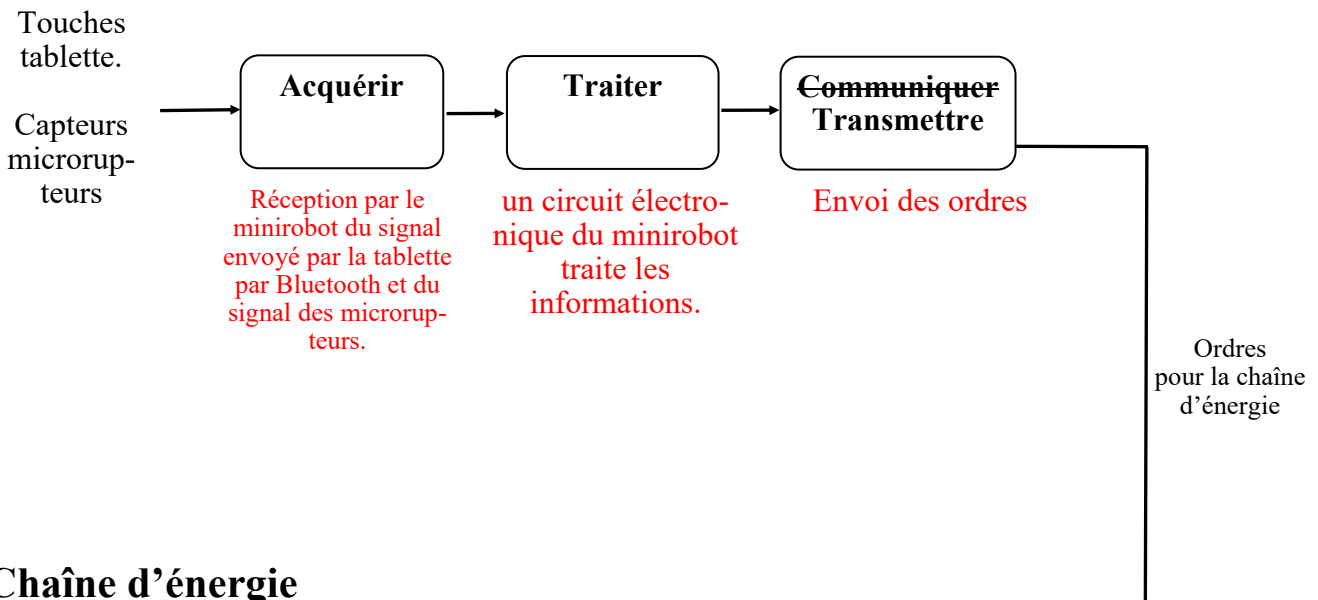 Touches
tablette.
Capteurs
microrup-
teurs
Acquérir
Traiter
Communiquer
Transmettre
Réception par le
minirobot du signal
envoyé par la tablette
par Bluetooth et du
signal des microrup-
teurs.
un circuit électro-
nique du minirobot
traite les
informations.
Envoi des ordres
Ordres
pour la chaîne
d’énergie
Chaîne d’énergie